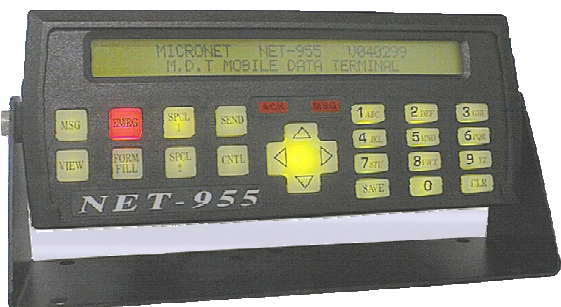 MICRONET NET-955 V040299
M.D.T MOBILE DATA TERMINAL
ACK MSG
MSG EMRG SPCL 1 SEND
VIEW FORM FILL SPCL 2 CNTL
1 ABC 2 DEF 3 GHI
4 JKL 5 MNO 6 PQR
7 STU 8 VWX 9 YZ
SAVE 0 CLR
NET-955